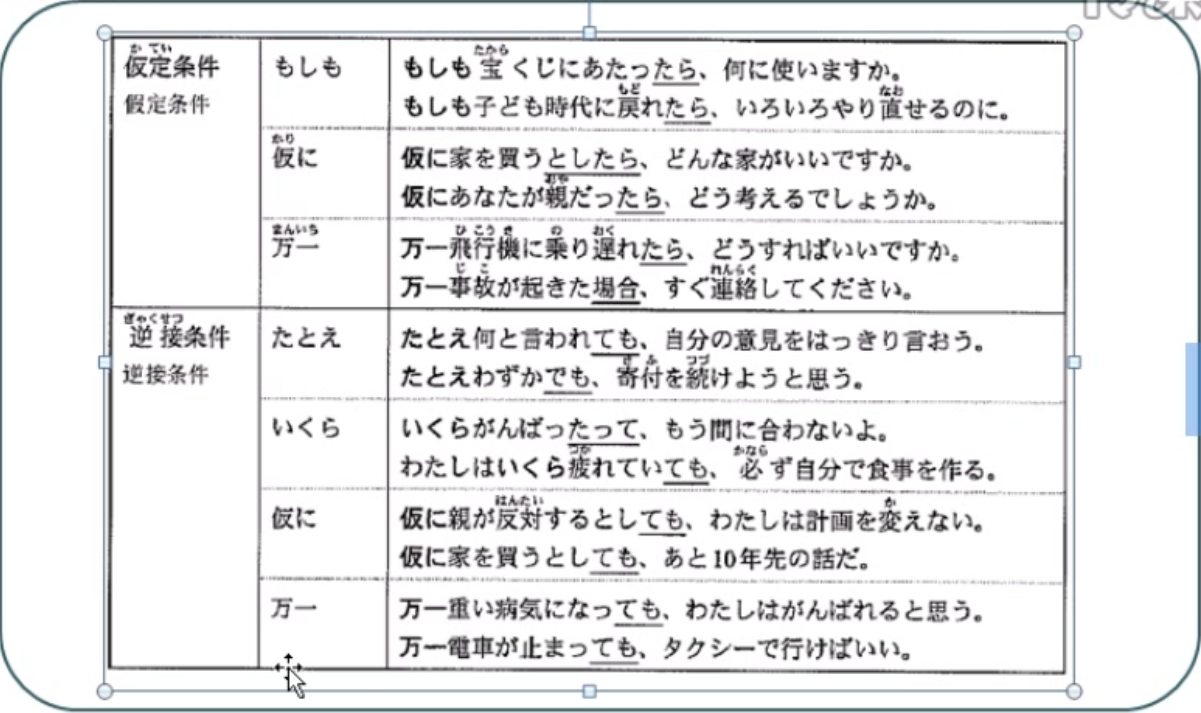 仮定条件
假定条件
もしも
もしも宝くじにあたったら、何に使いますか。
もしも子ども時代に戻れたら、いろいろやり直せるのに。
仮に
仮に家を買うとしたら、どんな家がいいですか。
仮にあなたが親だったら、どう考えるでしょうか。
万一
万一飛行機に乗り遅れたら、どうすればいいですか。
万一事故が起きた場合、すぐ連絡してください。
逆接条件
逆接条件
たとえ
たとえ何と言われても、自分の意見をはっきり言おう。
たとえわずかでも、寄付を続けようと思う。
いくら
いくらがんばったって、もう間に合わないよ。
わたしはいくら疲れていても、必ず自分で食事を作る。
仮に
仮に親が反対するとしても、わたしは計画を変えない。
仮に家を買うとしても、あと10年先の話だ。
万一
万一重い病気になっても、わたしはがんばれると思う。
万一電車が止まっても、タクシーで行けばいい。